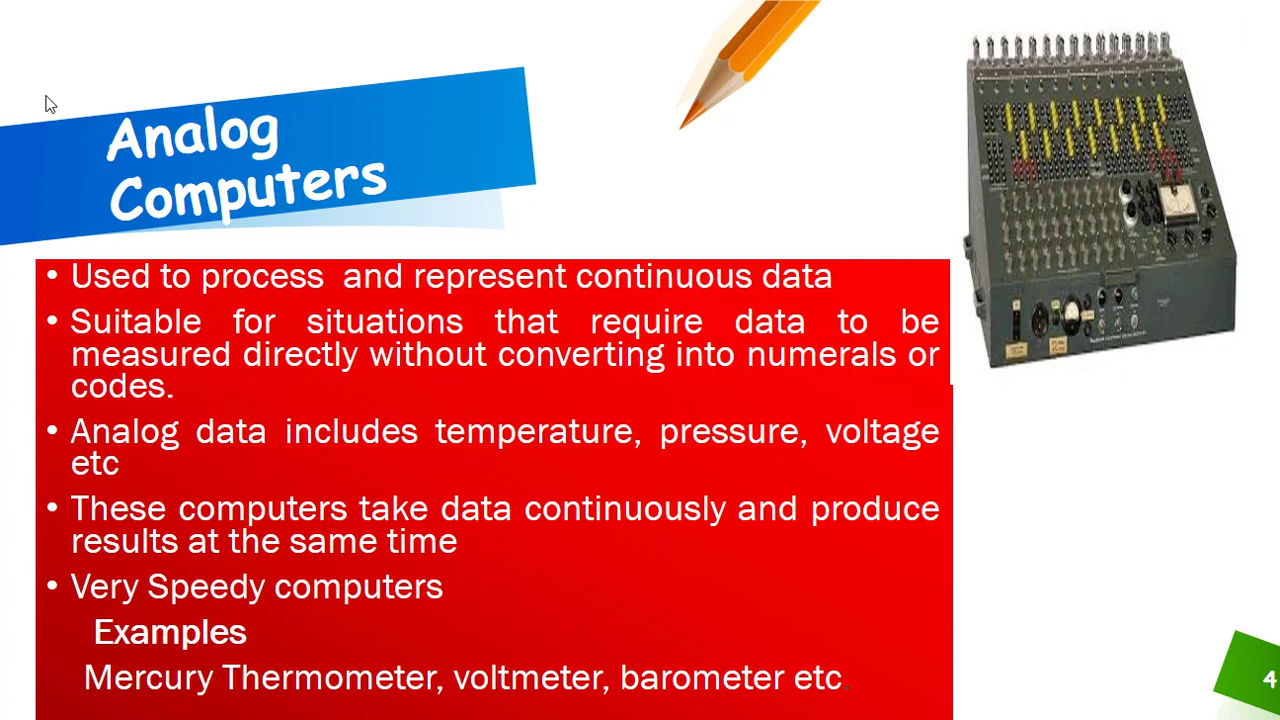 Analog
Computers
• Used to process and represent continuous data
• Suitable for situations that require data to be
measured directly without converting into numerals or
codes.
• Analog data includes temperature, pressure, voltage
etc
• These computers take data continuously and produce
results at the same time
• Very Speedy computers
Examples
Mercury Thermometer, voltmeter, barometer etc.
4